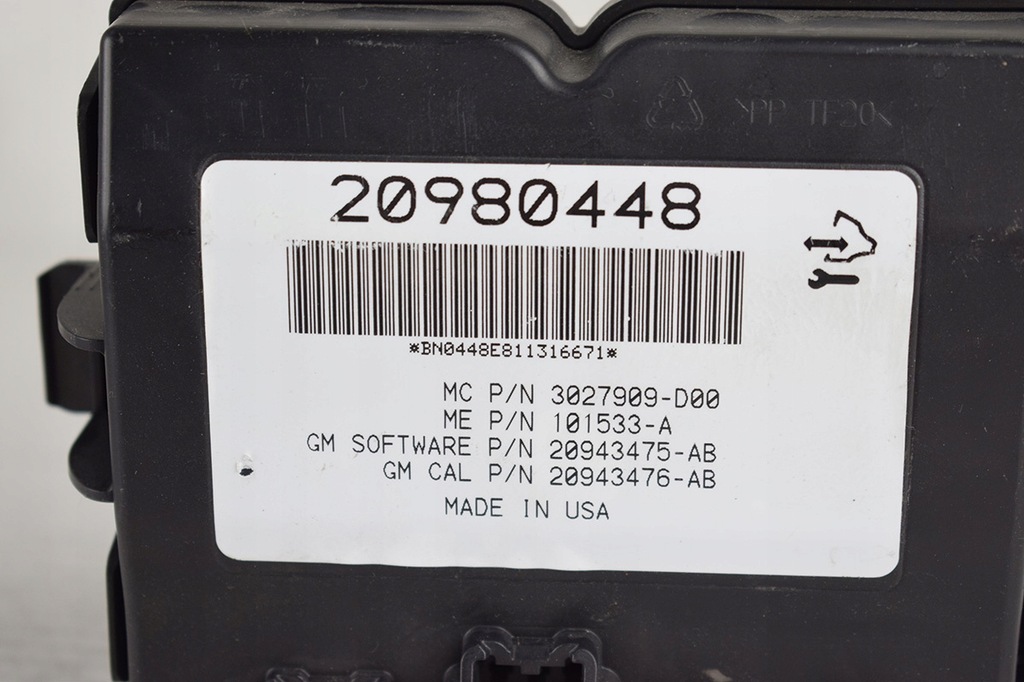 >PP TF20<
20980448
*BN0448E811316671*
MC P/N 3027909-D00
ME P/N 101533-A
GM SOFTWARE P/N 20943475-AB
GM CAL P/N 20943476-AB
MADE IN USA